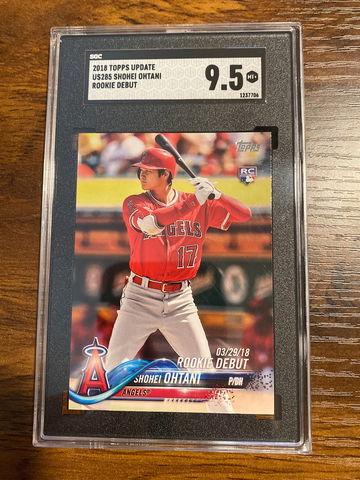 SGC
2018 TOPPS UPDATE
US285 SHOHEI OHTANI
ROOKIE DEBUT
9.5 MT+
1237706
Topps
RC
ANGELS
17
03/29/18
ROOKIE DEBUT
SHOHEI OHTANI
P/DH
A
ANGELS